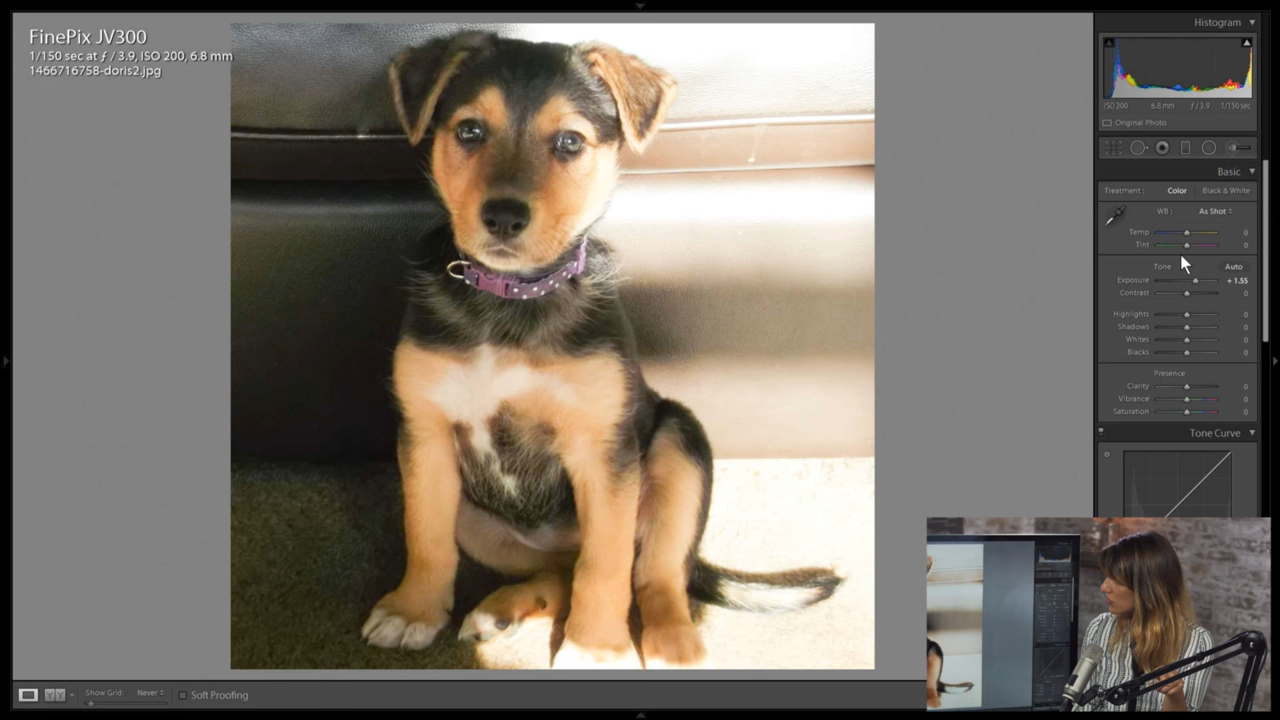 FinePix JV300
1/150 sec at ƒ / 3.9, ISO 200, 6.8 mm
1466716758-doris2.jpg
Histogram
ISO 200 6.8 mm ƒ / 3.9 1/150 sec
Original Photo
Basic
Treatment : Color Black & White
WB : As Shot
Temp 0
Tint 0
Tone Auto
Exposure + 1.55
Contrast 0
Highlights 0
Shadows 0
Whites 0
Blacks 0
Presence
Clarity 0
Vibrance 0
Saturation 0
Tone Curve
Show Grid: Never
Soft Proofing